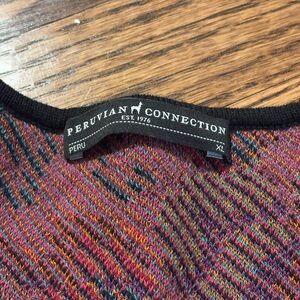 PERUVIAN CONNECTION
EST. 1976
PERU XL